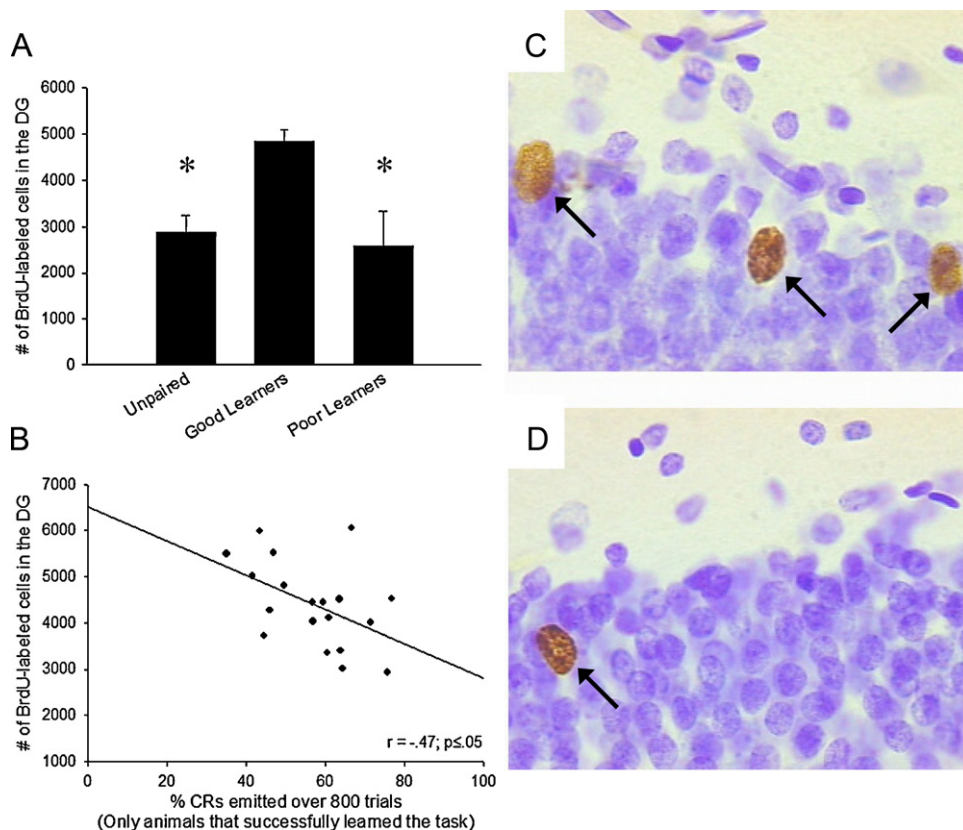 A
# of BrdU-labeled cells in the DG
6000
5000
4000
3000
2000
1000
0
*
*
Unpaired
Good Learners
Poor Learners
B
# of BrdU-labeled cells in the DG
7000
6000
5000
4000
3000
2000
1000
r = -.47; p≤.05
0 20 40 60 80 100
% CRs emitted over 800 trials
(Only animals that successfully learned the task)
C
D